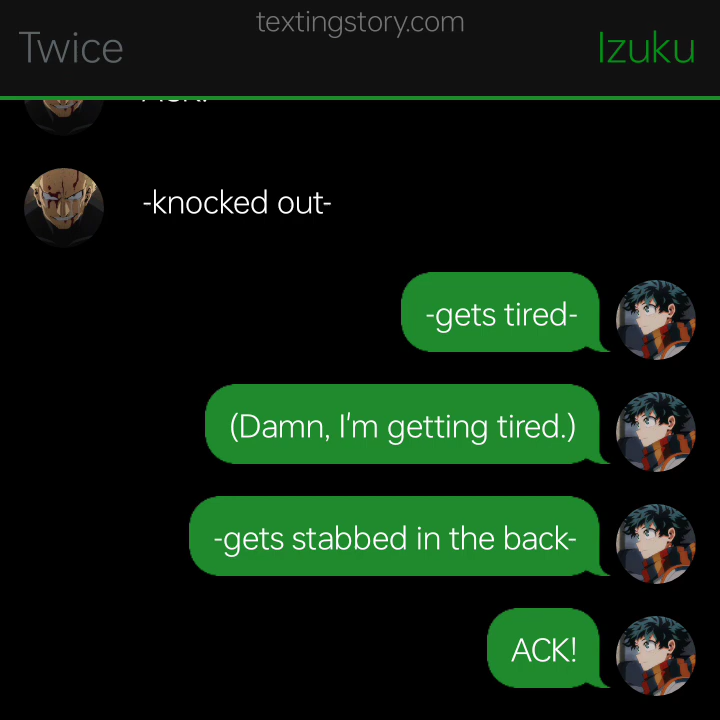 textingstory.com
Twice
Izuku
-knocked out-
-gets tired-
(Damn, I'm getting tired.)
-gets stabbed in the back-
ACK!